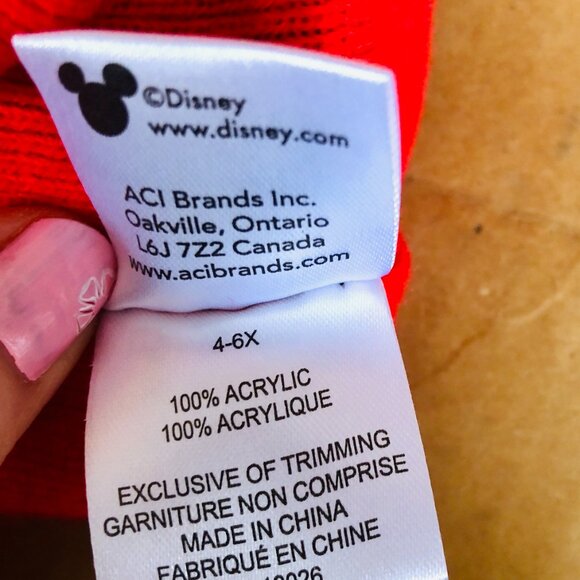 ©Disney
www.disney.com
ACI Brands Inc.
Oakville, Ontario
L6J 7Z2 Canada
www.acibrands.com
4-6X
100% ACRYLIC
100% ACRYLIQUE
EXCLUSIVE OF TRIMMING
GARNITURE NON COMPRISE
MADE IN CHINA
FABRIQUÉ EN CHINE